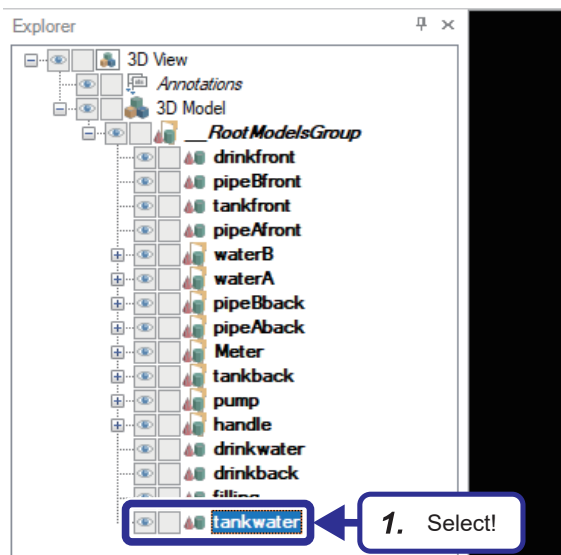 Explorer
3D View
Annotations
3D Model
__RootModelsGroup
drinkfront
pipeBfront
tankfront
pipeAfront
waterB
waterA
pipeBback
pipeAback
Meter
tankback
pump
handle
drinkwater
drinkback
filling
tankwater
1. Select!